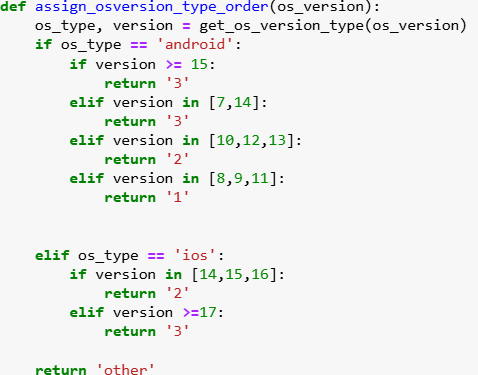 def assign_osversion_type_order(os_version):
    os_type, version = get_os_version_type(os_version)
    if os_type == 'android':
        if version >= 15:
            return '3'
        elif version in [7,14]:
            return '3'
        elif version in [10,12,13]:
            return '2'
        elif version in [8,9,11]:
            return '1'
    elif os_type == 'ios':
        if version in [14,15,16]:
            return '2'
        elif version >=17:
            return '3'
    return 'other'